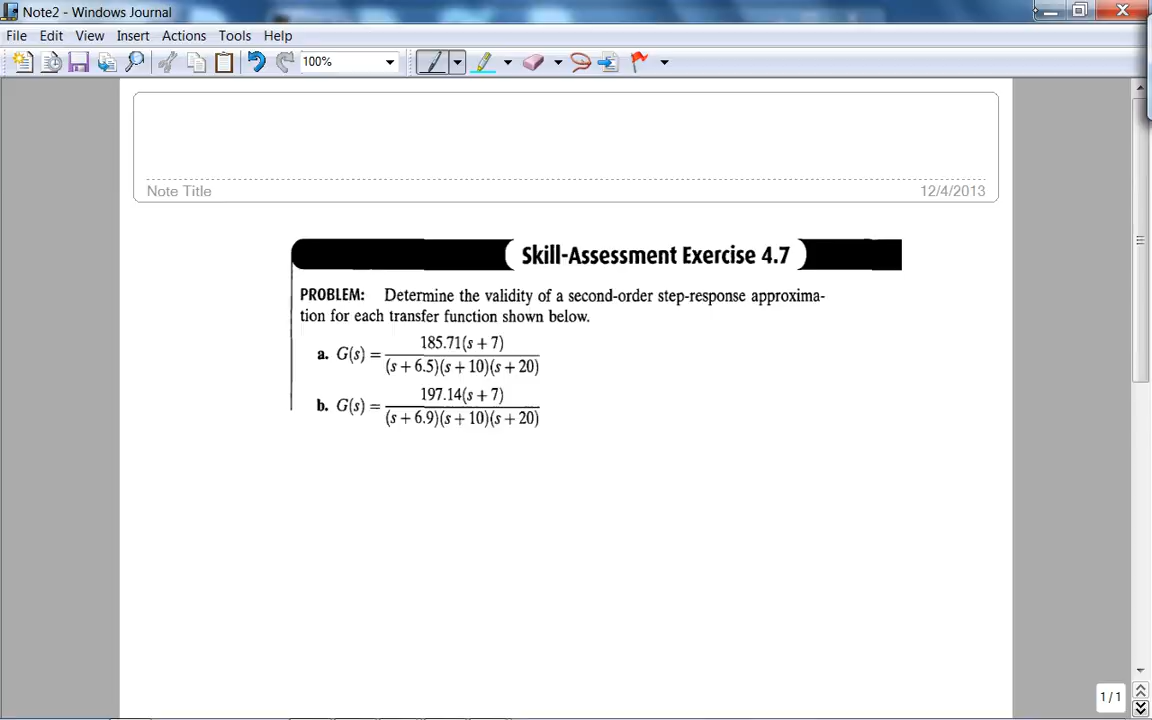 Note2 - Windows Journal
File Edit View Insert Actions Tools Help
100%
Note Title 12/4/2013
Skill-Assessment Exercise 4.7
PROBLEM: Determine the validity of a second-order step-response approxima-
tion for each transfer function shown below.
a. G(s) = 185.71(s + 7) / (s + 6.5)(s + 10)(s + 20)
b. G(s) = 197.14(s + 7) / (s + 6.9)(s + 10)(s + 20)
1 / 1